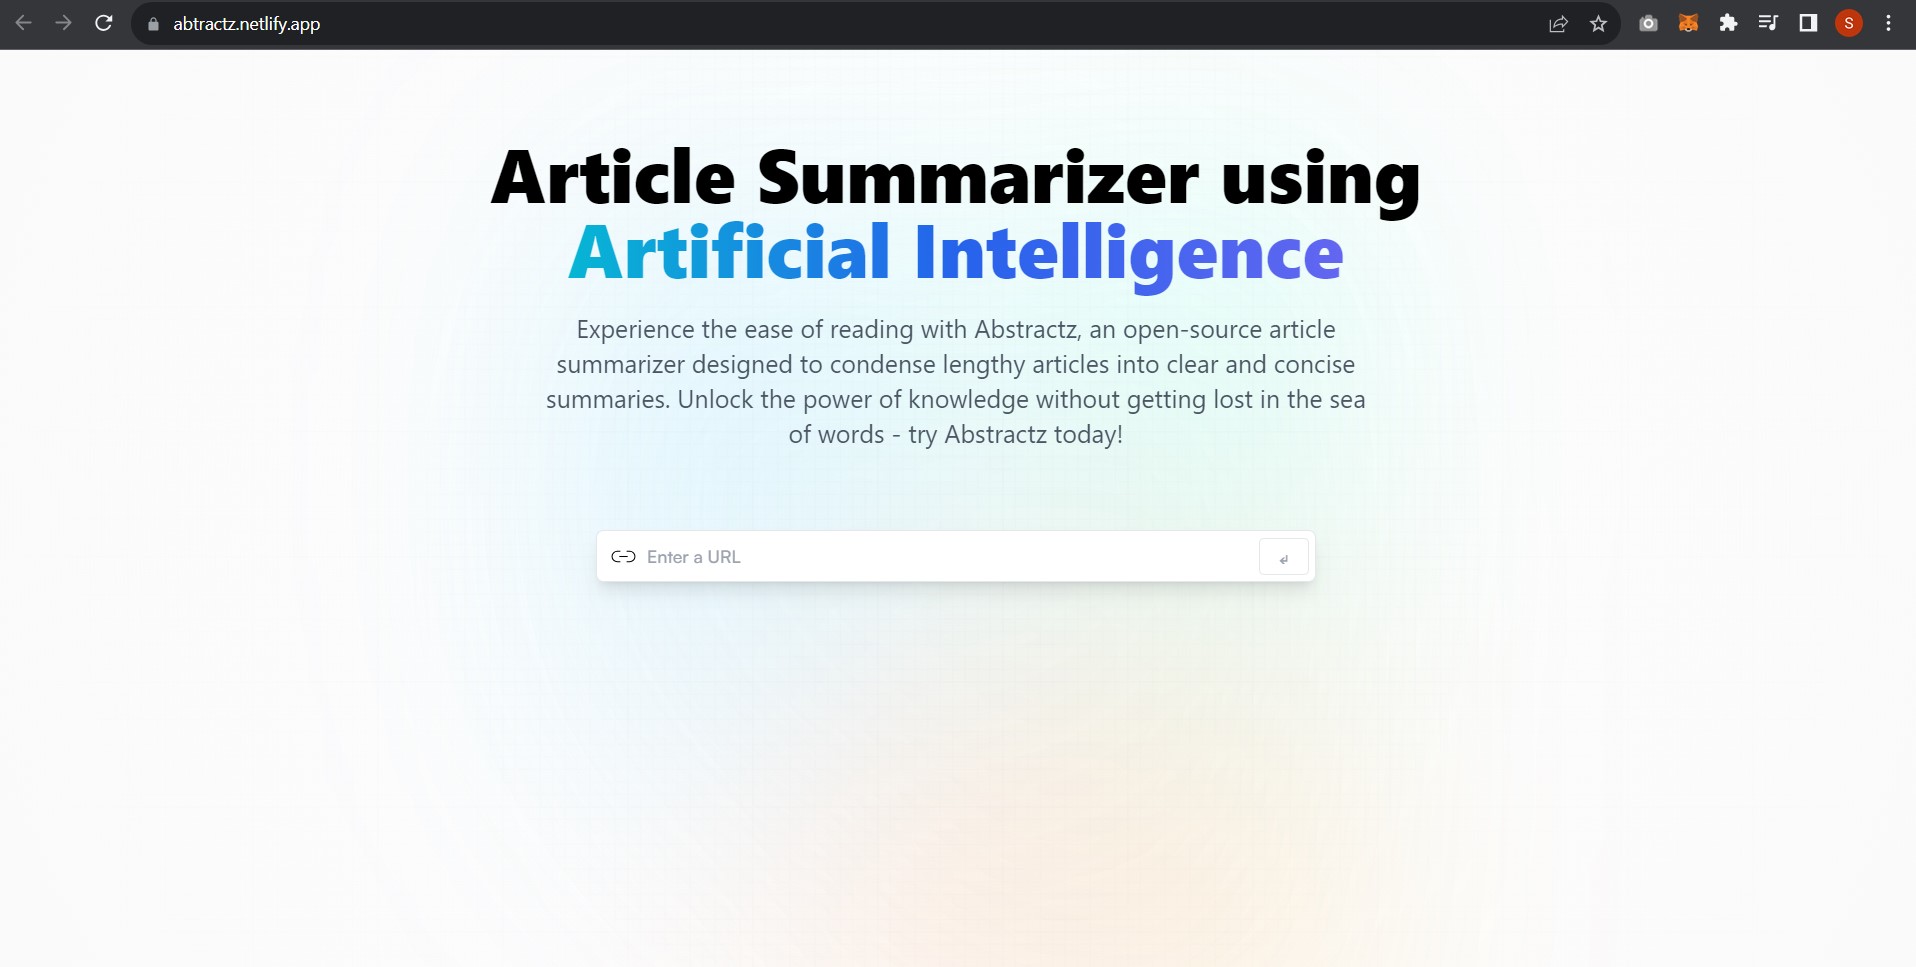 abtractz.netlify.app
S
Article Summarizer using
Artificial Intelligence
Experience the ease of reading with Abstractz, an open-source article
summarizer designed to condense lengthy articles into clear and concise
summaries. Unlock the power of knowledge without getting lost in the sea
of words - try Abstractz today!
Enter a URL